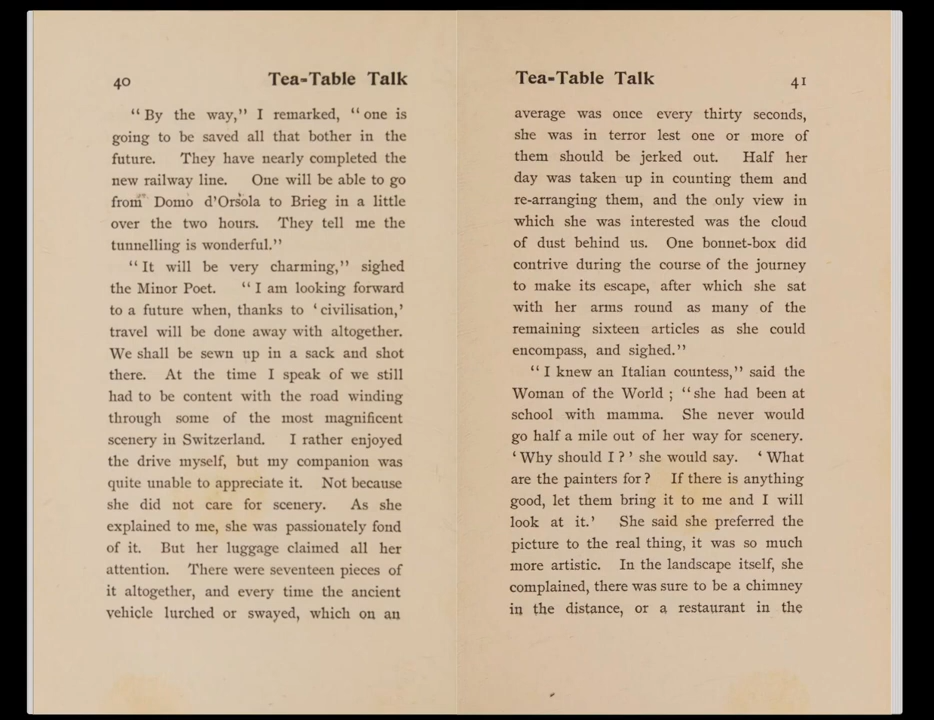 40 Tea-Table Talk
“By the way,” I remarked, “one is
going to be saved all that bother in the
future. They have nearly completed the
new railway line. One will be able to go
from Domo d’Orsola to Brieg in a little
over the two hours. They tell me the
tunnelling is wonderful.”
“It will be very charming,” sighed
the Minor Poet. “I am looking forward
to a future when, thanks to ‘civilisation,’
travel will be done away with altogether.
We shall be sewn up in a sack and shot
there. At the time I speak of we still
had to be content with the road winding
through some of the most magnificent
scenery in Switzerland. I rather enjoyed
the drive myself, but my companion was
quite unable to appreciate it. Not because
she did not care for scenery. As she
explained to me, she was passionately fond
of it. But her luggage claimed all her
attention. There were seventeen pieces of
it altogether, and every time the ancient
vehicle lurched or swayed, which on an
Tea-Table Talk 41
average was once every thirty seconds,
she was in terror lest one or more of
them should be jerked out. Half her
day was taken up in counting them and
re-arranging them, and the only view in
which she was interested was the cloud
of dust behind us. One bonnet-box did
contrive during the course of the journey
to make its escape, after which she sat
with her arms round as many of the
remaining sixteen articles as she could
encompass, and sighed.”
“I knew an Italian countess,” said the
Woman of the World; “she had been at
school with mamma. She never would
go half a mile out of her way for scenery.
‘Why should I?’ she would say. ‘What
are the painters for? If there is anything
good, let them bring it to me and I will
look at it.’ She said she preferred the
picture to the real thing, it was so much
more artistic. In the landscape itself, she
complained, there was sure to be a chimney
in the distance, or a restaurant in the